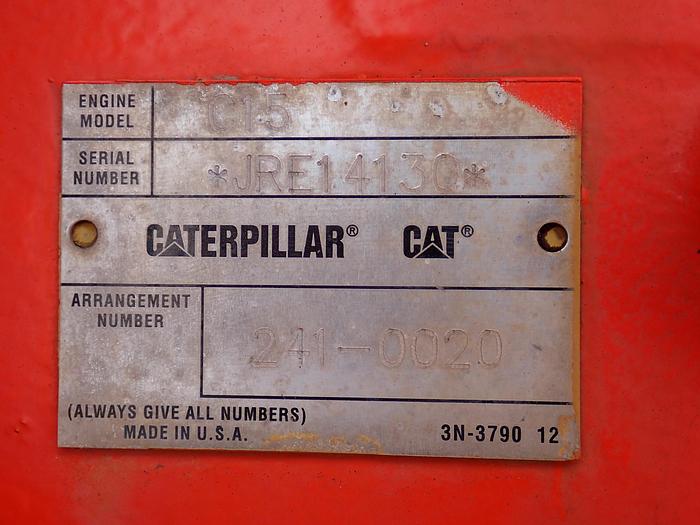 ENGINE
MODEL
C15
SERIAL
NUMBER
*JRE14130*
CATERPILLAR® CAT®
ARRANGEMENT
NUMBER
241-0020
(ALWAYS GIVE ALL NUMBERS)
MADE IN U.S.A.
3N-3790 12